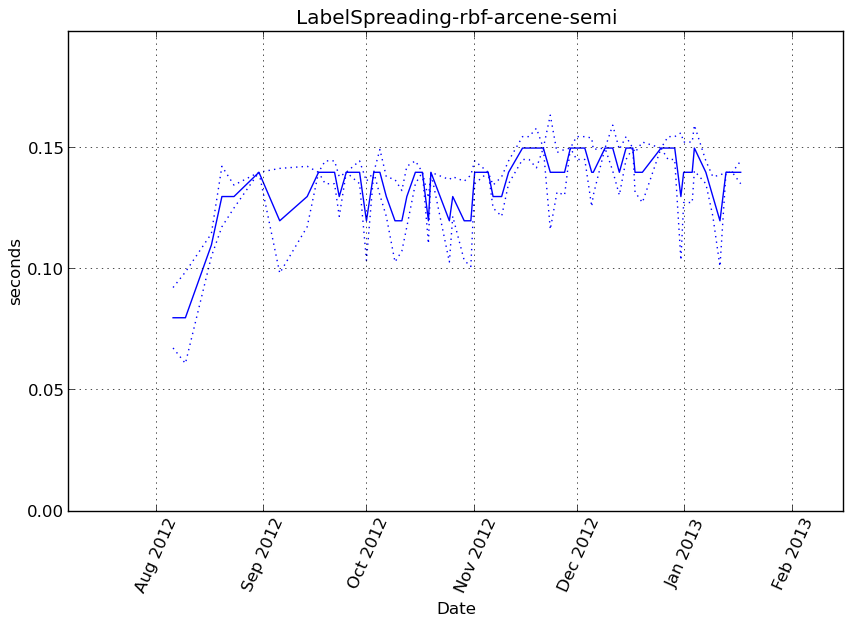 LabelSpreading-rbf-arcene-semi
seconds
0.15
0.10
0.05
0.00
Aug 2012
Sep 2012
Oct 2012
Nov 2012
Dec 2012
Jan 2013
Feb 2013
Date